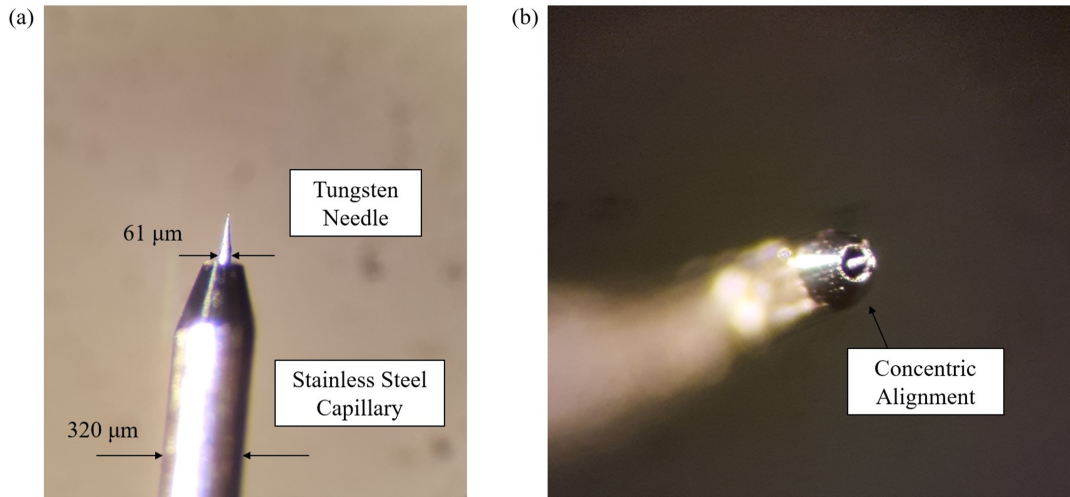 (a)
Tungsten
Needle
61 μm
Stainless Steel
Capillary
320 μm
(b)
Concentric
Alignment